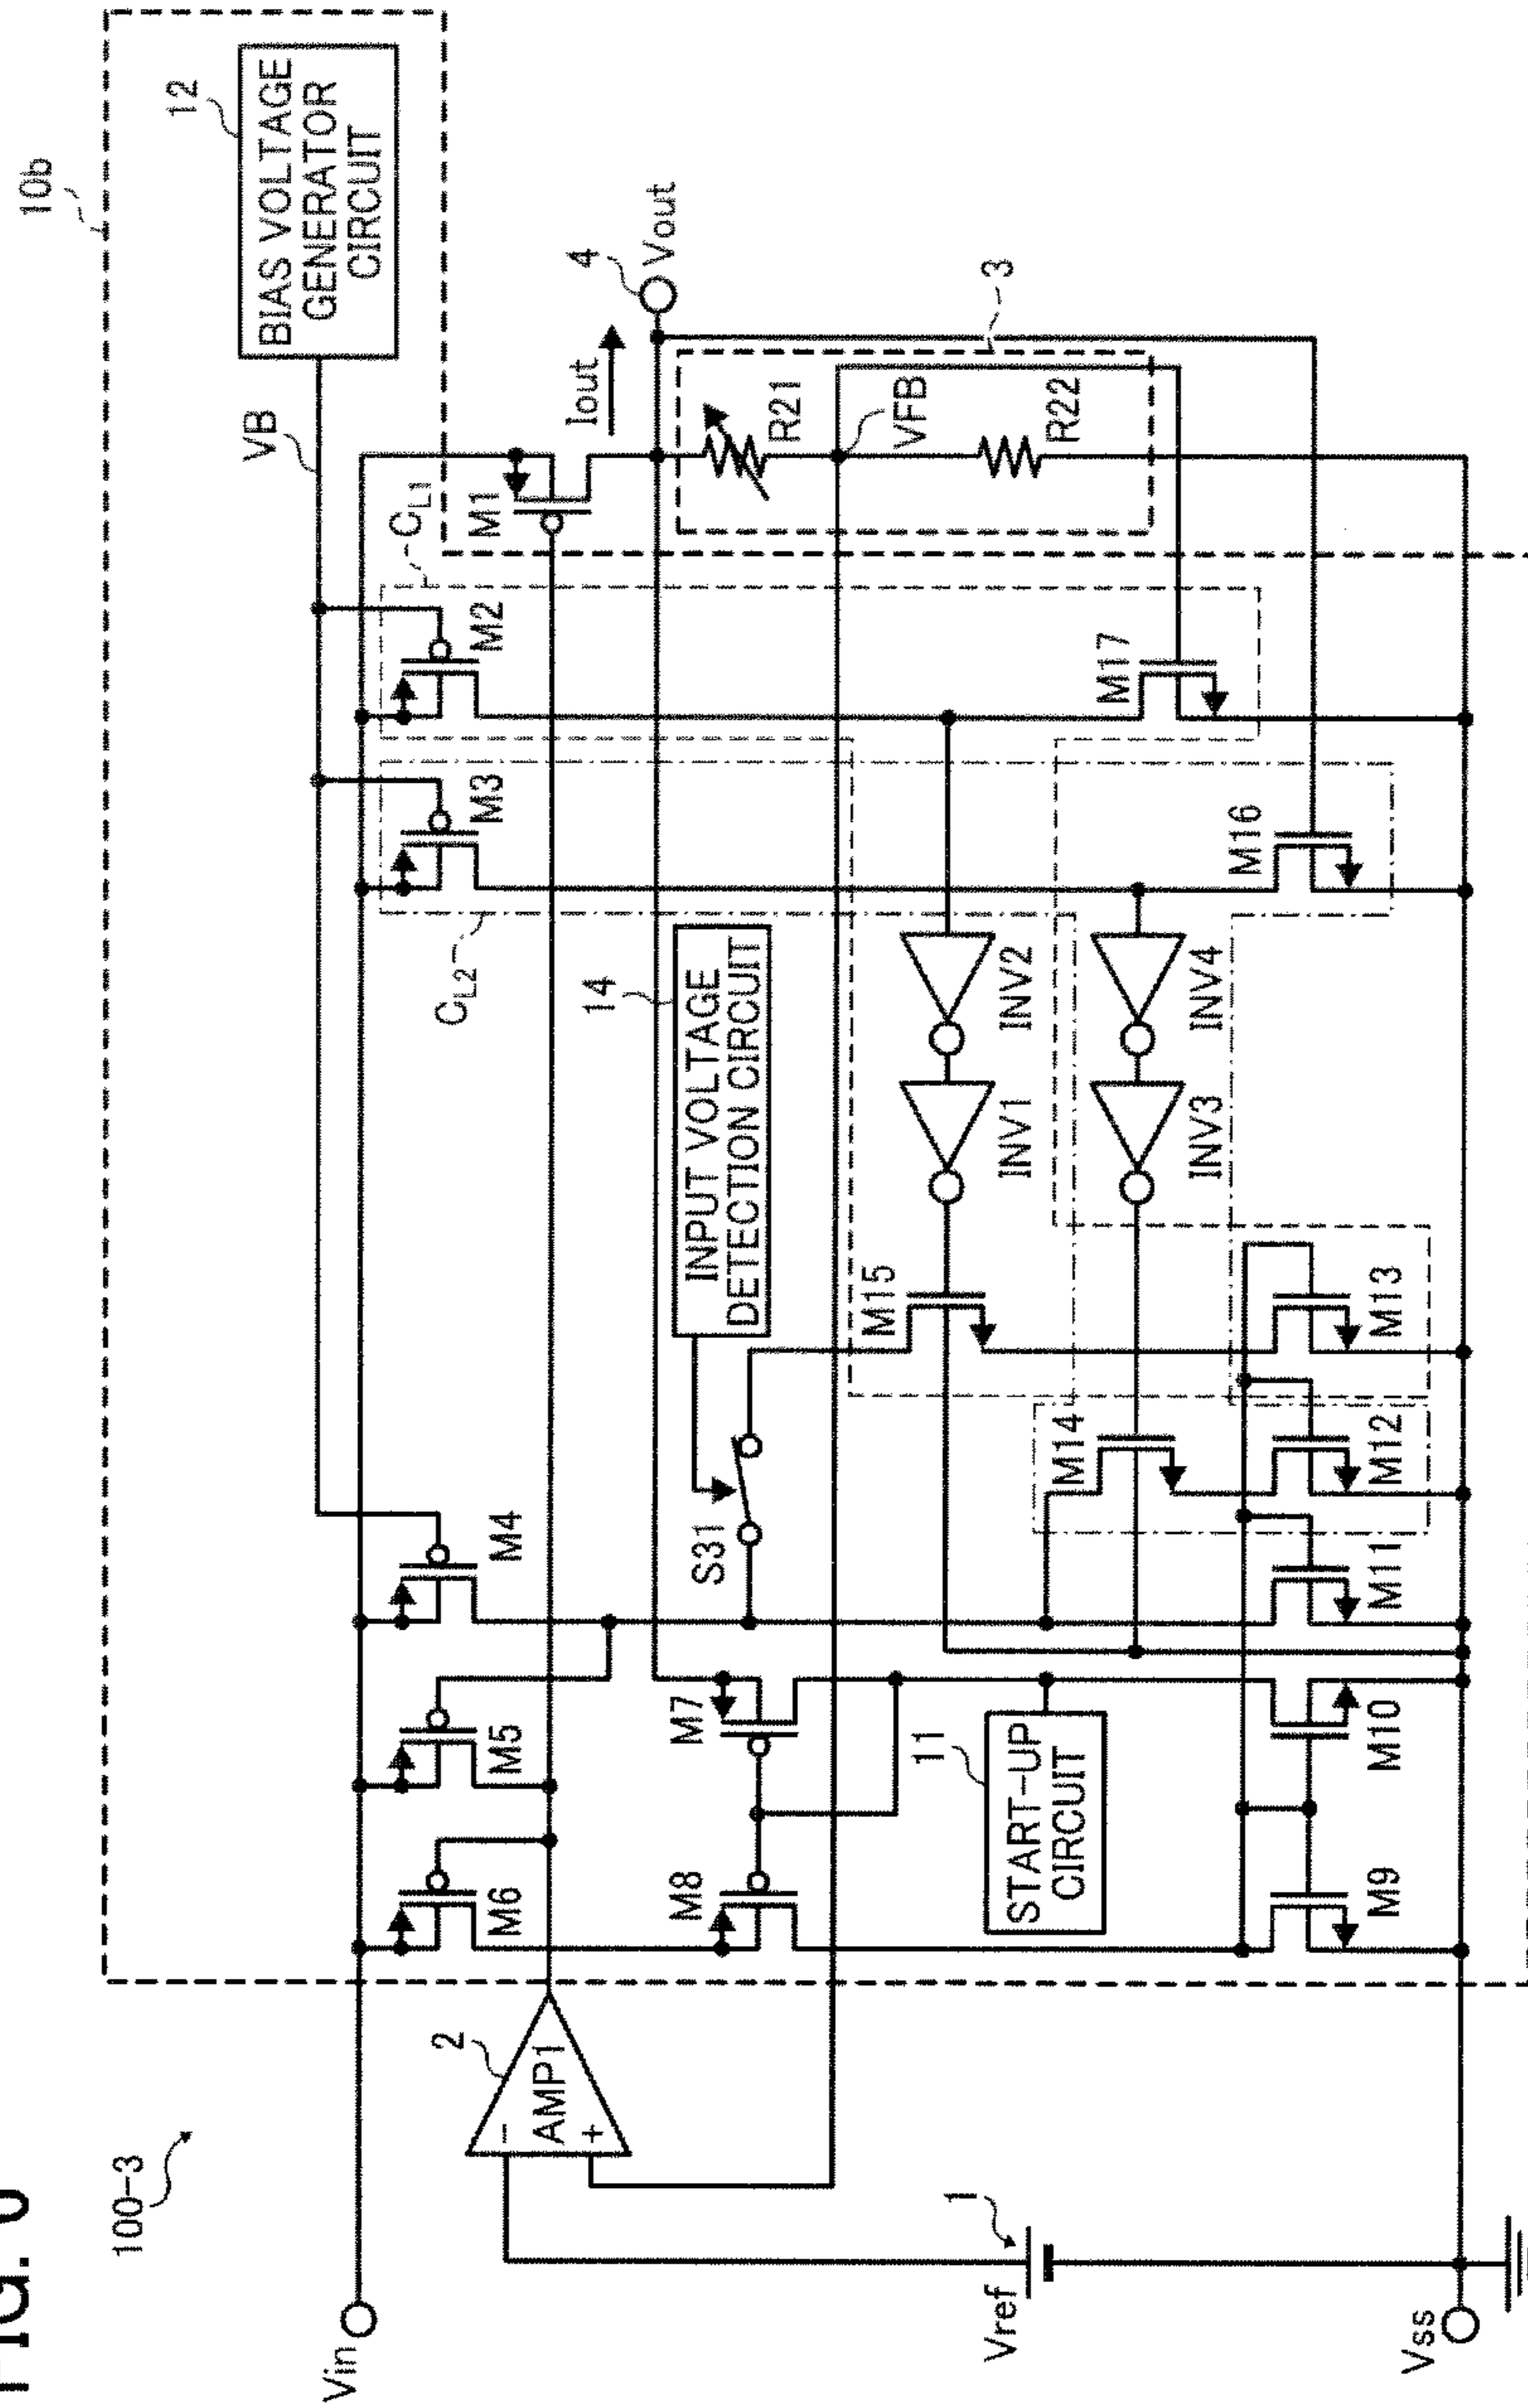 100-3
10b
12
BIAS VOLTAGE
GENERATOR
CIRCUIT
VB
Vin
M6
M5
M4
CL2
M3
CL1
M2
M1
Iout
4
Vout
2
AMP1
−
+
M8
M7
S31
14
INPUT VOLTAGE
DETECTION CIRCUIT
R21
3
VFB
R22
11
START-UP
CIRCUIT
M15
INV1
INV2
M14
INV3
INV4
M17
M16
1
Vref
M9
M10
M11
M12
M13
Vss